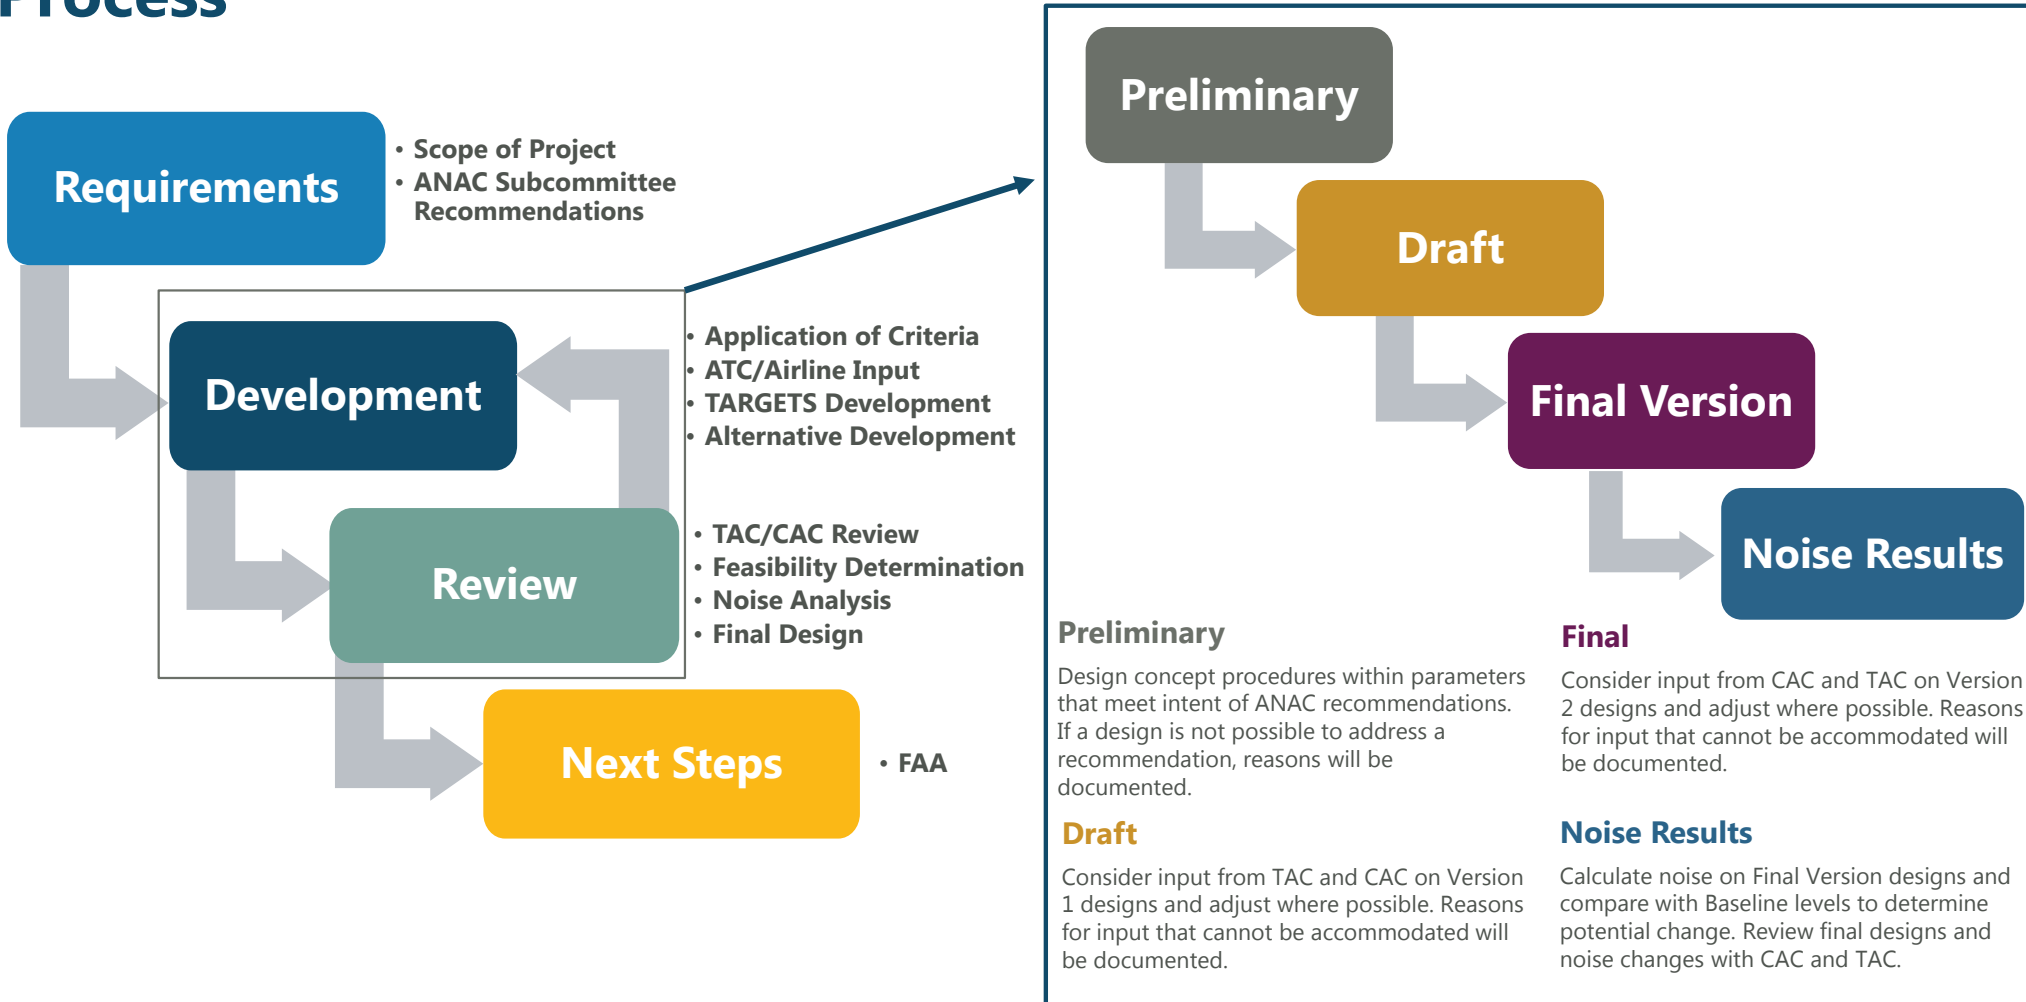 Process
Requirements
• Scope of Project
• ANAC Subcommittee
Recommendations
Development
• Application of Criteria
• ATC/Airline Input
• TARGETS Development
• Alternative Development
Review
• TAC/CAC Review
• Feasibility Determination
• Noise Analysis
• Final Design
Next Steps
• FAA
Preliminary
Draft
Final Version
Noise Results
Preliminary
Design concept procedures within parameters
that meet intent of ANAC recommendations.
If a design is not possible to address a
recommendation, reasons will be
documented.
Draft
Consider input from TAC and CAC on Version
1 designs and adjust where possible. Reasons
for input that cannot be accommodated will
be documented.
Final
Consider input from CAC and TAC on Version
2 designs and adjust where possible. Reasons
for input that cannot be accommodated will
be documented.
Noise Results
Calculate noise on Final Version designs and
compare with Baseline levels to determine
potential change. Review final designs and
noise changes with CAC and TAC.